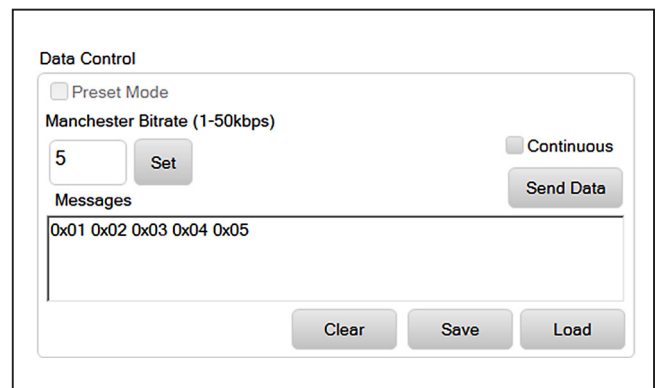 Data Control
Preset Mode
Manchester Bitrate (1-50kbps)
5
Set
Continuous
Send Data
Messages
0x01 0x02 0x03 0x04 0x05
Clear
Save
Load